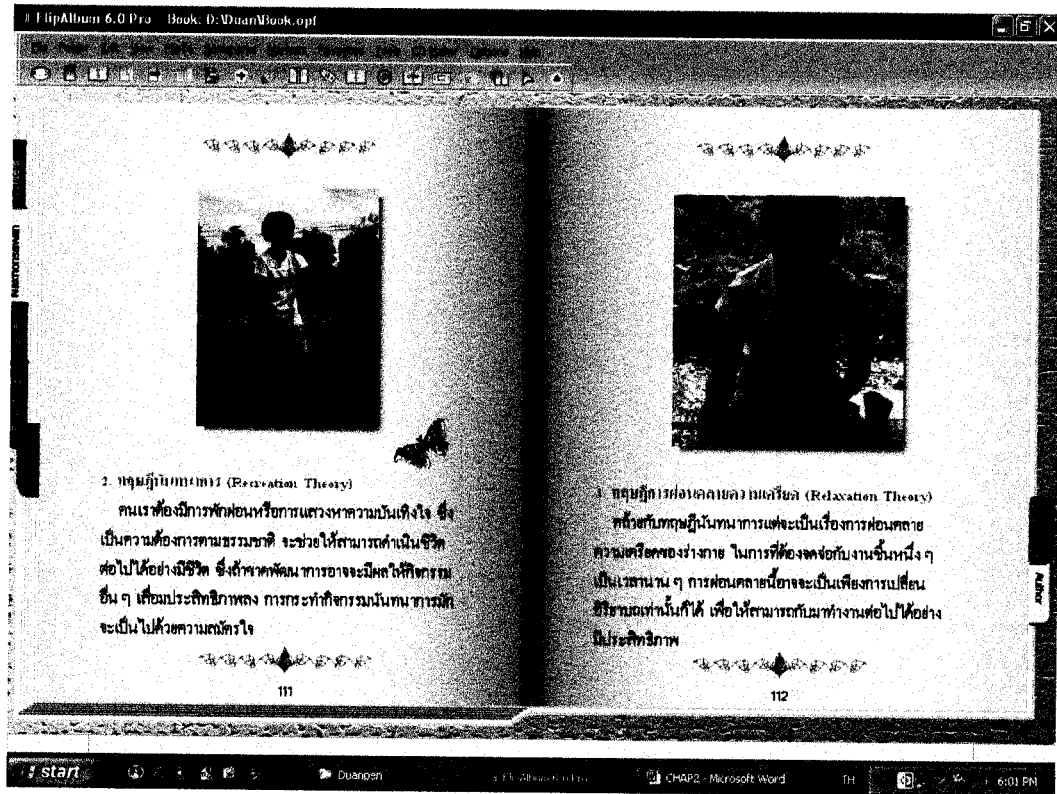 FlipAlbum 6.0 Pro Book: D:\Duan\Book.opf
2. ทฤษฎีนันทนาการ (Recreation Theory)
คนเราต้องมีการพักผ่อนหรือการแสวงหาความบันเทิงใจ ซึ่ง
เป็นความต้องการตามธรรมชาติ จะช่วยให้สามารถดำเนินชีวิต
ต่อไปได้อย่างมีชีวิต ซึ่งถ้าขาดพัฒนาการอาจจะมีผลให้กิจกรรม
อื่น ๆ เสื่อมประสิทธิภาพลง การกระทำกิจกรรมนันทนาการมัก
จะเป็นไปด้วยความสมัครใจ
111
3. ทฤษฎีการผ่อนคลายความเครียด (Relaxation Theory)
คล้ายกับทฤษฎีนันทนาการแต่จะเป็นเรื่องการผ่อนคลาย
ความเครียดของร่างกาย ในการที่ต้องจดจ่อกับงานชิ้นหนึ่ง ๆ
เป็นเวลานาน ๆ การผ่อนคลายนี้อาจจะเป็นเพียงการเปลี่ยน
อิริยาบถเท่านั้นก็ได้ เพื่อให้สามารถกลับมาทำงานต่อไปได้อย่าง
มีประสิทธิภาพ
112
Author
start
Duanpen
FlipAlbum 6.0 Pro
CHAP2 - Microsoft Word
TH
6:01 PM